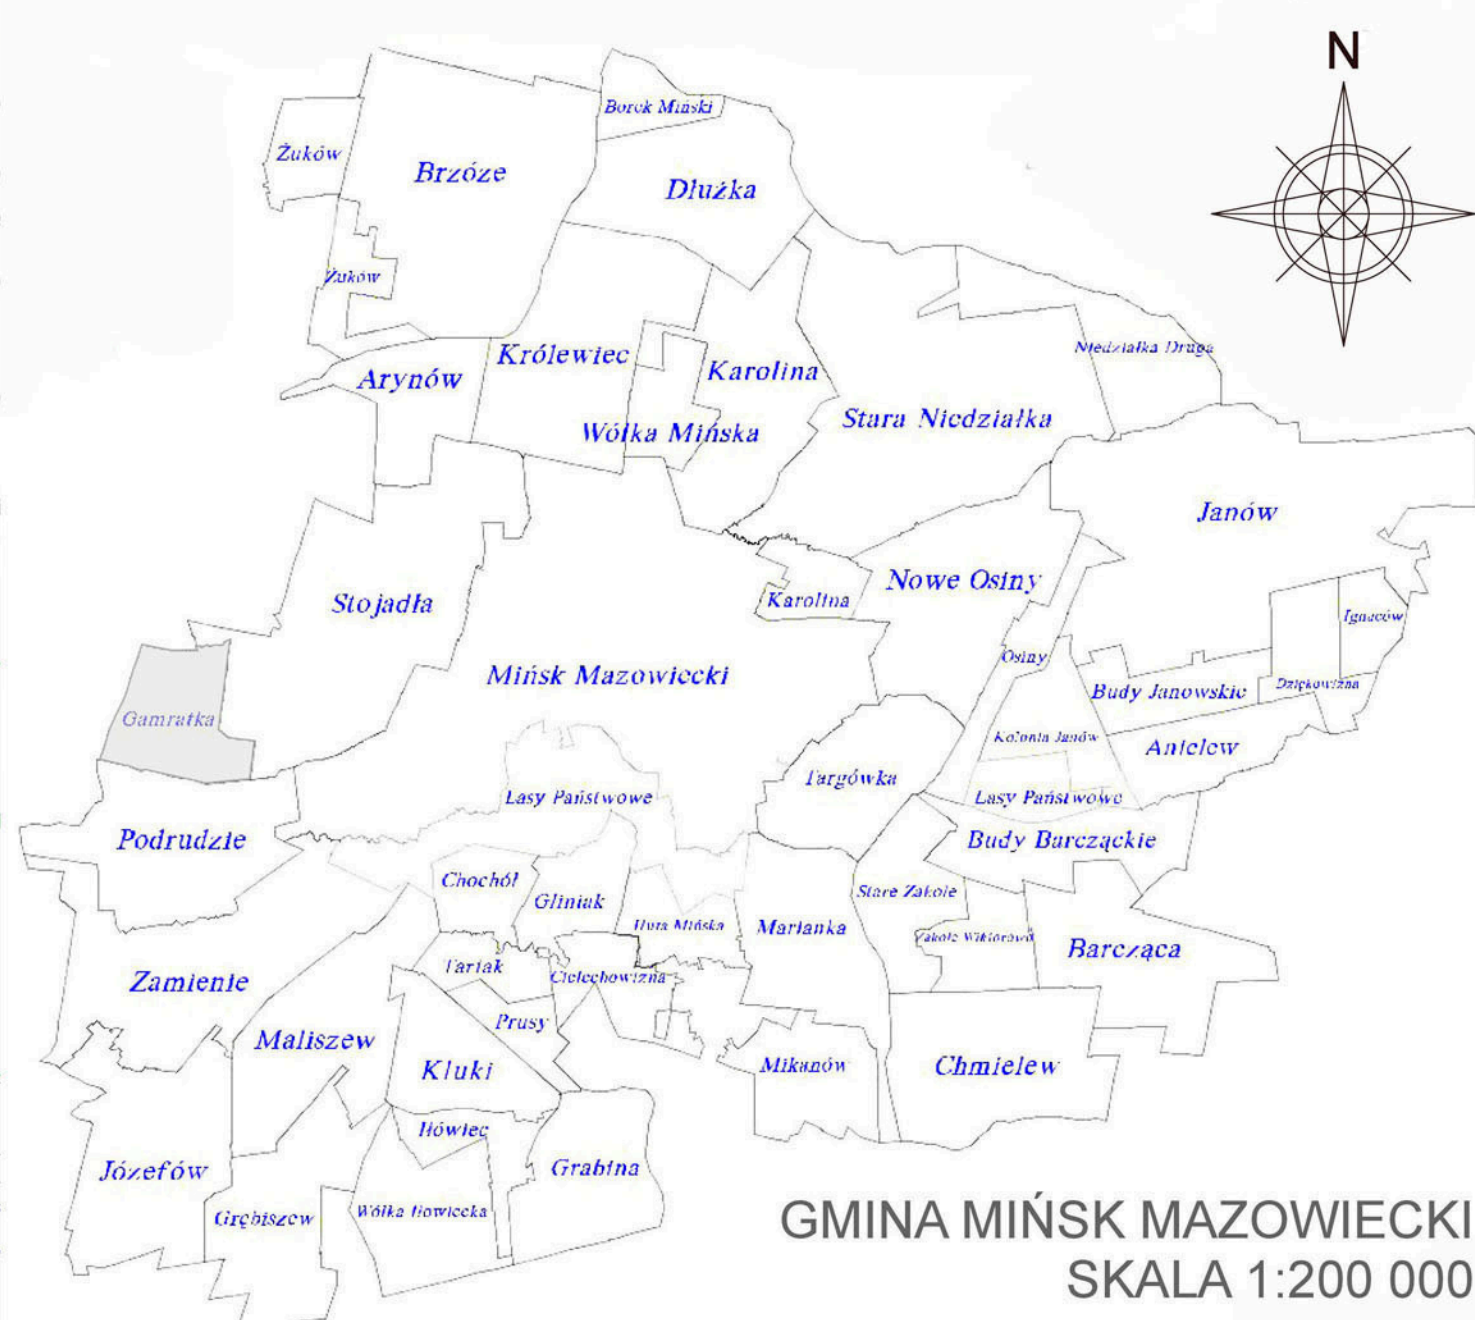 N
Borek Miński
Żuków
Brzóze
Dłużka
Żuków
Niedziałka Druga
Królewiec
Karolina
Arynów
Stara Niedziałka
Wólka Mińska
Janów
Nowe Osiny
Karolina
Stojadła
Ignaców
Osiny
Mińsk Mazowiecki
Dziękowizna
Budy Janowskie
Gamratka
Kolonia Janów
Anielew
Targówka
Lasy Państwowe
Lasy Państwowe
Podrudzie
Budy Barcząckie
Chochół
Stare Zakole
Gliniak
Huta Mińska
Marianka
Zakole Wiktorowo
Barcząca
Tartak
Cielechowizna
Zamienie
Prusy
Maliszew
Mikanów
Chmielew
Kluki
Iłówiec
Józefów
Grabina
Wólka Iłowiecka
Grębiszew
GMINA MIŃSK MAZOWIECKI
SKALA 1:200 000